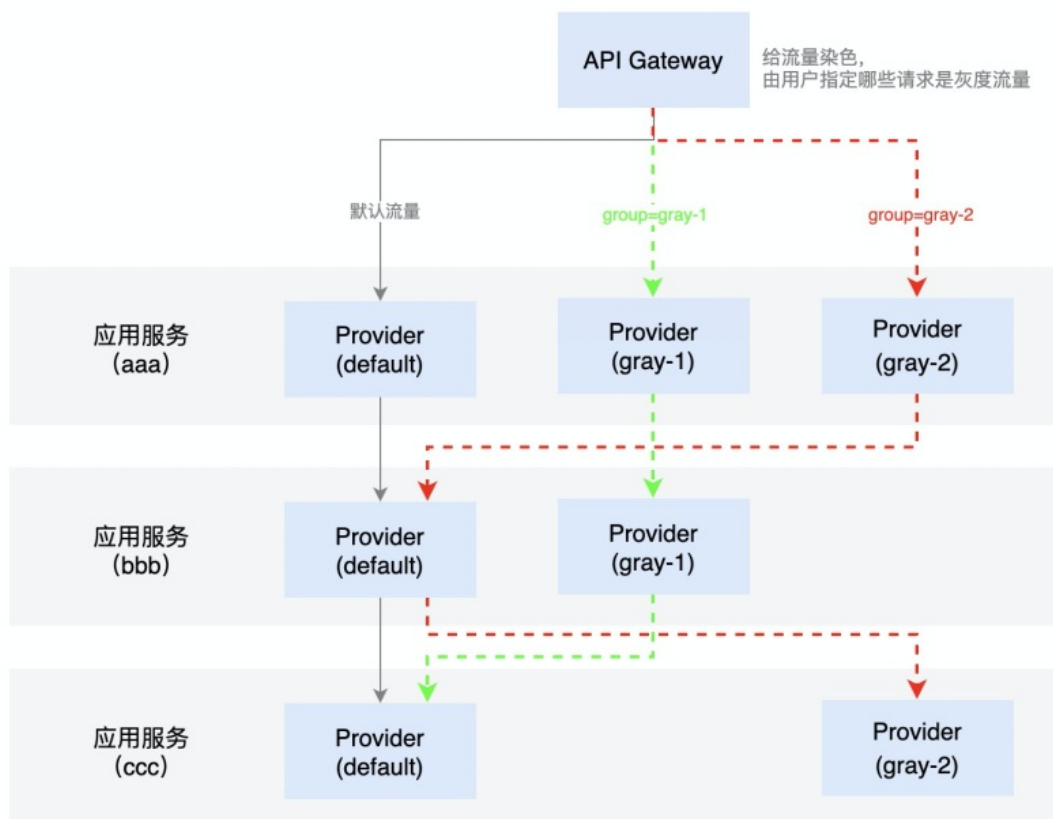 API Gateway
给流量染色，
由用户指定哪些请求是灰度流量
默认流量
group=gray-1
group=gray-2
应用服务
（aaa）
Provider
(default)
Provider
(gray-1)
Provider
(gray-2)
应用服务
（bbb）
Provider
(default)
Provider
(gray-1)
应用服务
（ccc）
Provider
(default)
Provider
(gray-2)